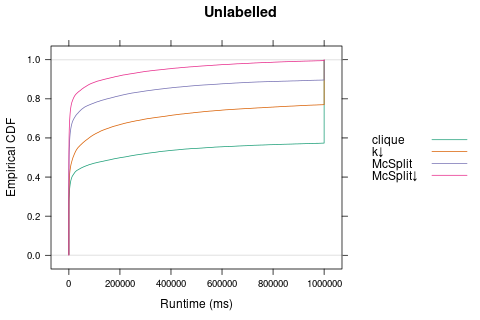 Unlabelled
1.0
0.8
0.6
0.4
0.2
0.0
Empirical CDF
0
200000
400000
600000
800000
1000000
Runtime (ms)
clique
k↓
McSplit
McSplit↓